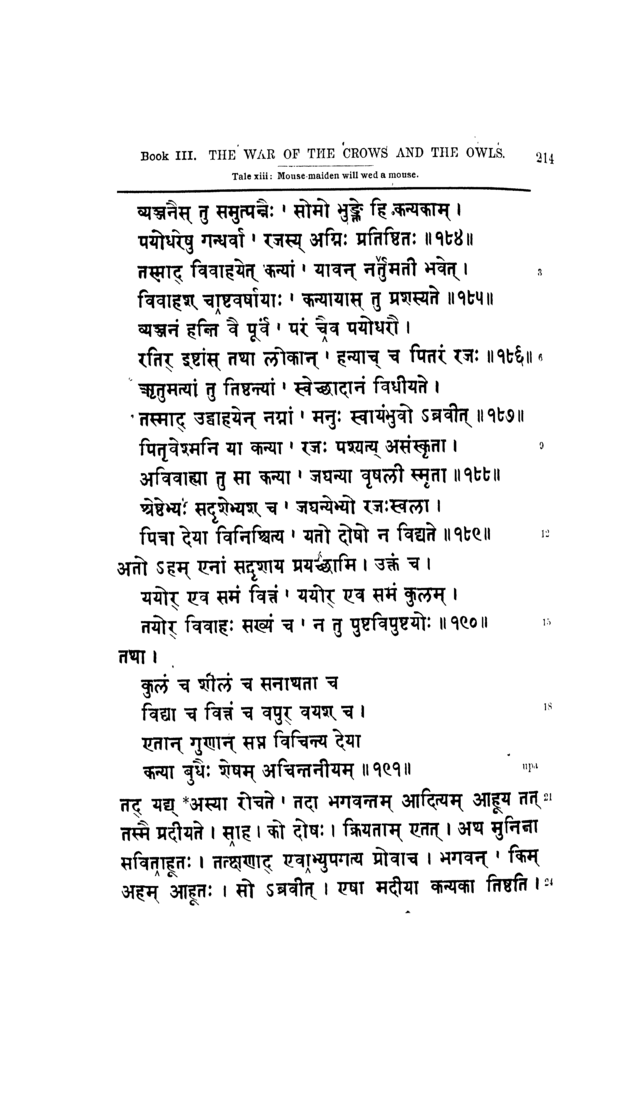 Book III. THE WAR OF THE CROWS AND THE OWLS. 214
Tale xiii: Mouse-maiden will wed a mouse.
व्यञ्जनैस् तु समुत्पन्नैः ' सोमो भुङ्क्ते हि कन्यकाम् ।
पयोधरेषु गन्धर्वा ' रजस्य् अग्निः प्रतिष्ठितः ॥१८४॥
तस्माद् विवाहयेत् कन्यां ' यावन् नर्तुमती भवेत् । 3
विवाहश् चाष्टवर्षायाः ' कन्यायास् तु प्रशस्यते ॥१८५॥
व्यञ्जनं हन्ति वै पूर्वं ' परं चैव पयोधरौ ।
रतिर् इष्टांस् तथा लोकान् ' हन्याच् च पितरं रजः ॥१८६॥ 6
ऋतुमत्यां तु तिष्ठन्त्यां ' स्वेच्छादानं विधीयते ।
तस्माद् उद्वाहयेन् नग्नां ' मनुः स्वायंभुवो ऽब्रवीत् ॥१८७॥
पितृवेश्मनि या कन्या ' रजः पश्यत्य् असंस्कृता । 9
अविवाह्या तु सा कन्या ' जघन्या वृषली स्मृता ॥१८८॥
श्रेष्ठेभ्यः सदृशेभ्यश् च ' जघन्येभ्यो रजःस्वला ।
पित्रा देया विनिश्चित्य ' यतो दोषो न विद्यते ॥१८९॥ 12
अतो ऽहम् एनां सदृशाय प्रयच्छामि । उक्तं च ।
ययोर् एव समं वित्तं ' ययोर् एव समं कुलम् ।
तयोर् विवाहः सख्यं च ' न तु पुष्टविपुष्टयोः ॥१९०॥ 15
तथा ।
कुलं च शीलं च सनाथता च
विद्या च वित्तं च वपुर् वयश् च । 18
एतान् गुणान् सप्त विचिन्त्य देया
कन्या बुधैः शेषम् अचिन्तनीयम् ॥१९१॥ upa
तद् यद्य् *अस्या रोचते ' तदा भगवन्तम् आदित्यम् आहूय तत् 21
तस्मै प्रदीयते । साह । को दोषः । क्रियताम् एतत् । अथ मुनिना
सविताहूतः । तत्क्षणाद् एवाभ्युपगत्य प्रोवाच । भगवन् ' किम्
अहम् आहूतः । सो ऽब्रवीत् । एषा मदीया कन्यका तिष्ठति । 24